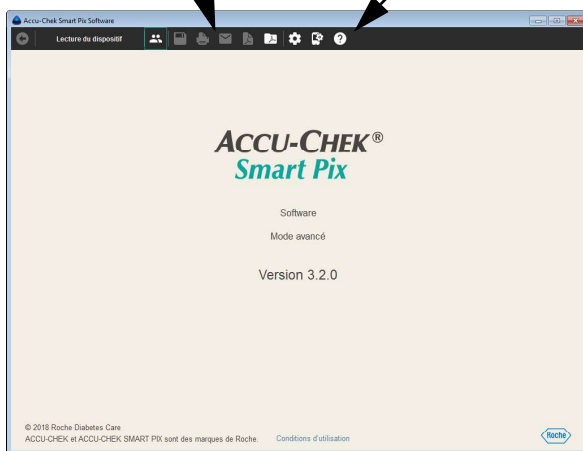 Accu-Chek Smart Pix Software
Lecture du dispositif
ACCU-CHEK®
Smart Pix
Software
Mode avancé
Version 3.2.0
© 2018 Roche Diabetes Care
ACCU-CHEK et ACCU-CHEK SMART PIX sont des marques de Roche. Conditions d'utilisation
Roche